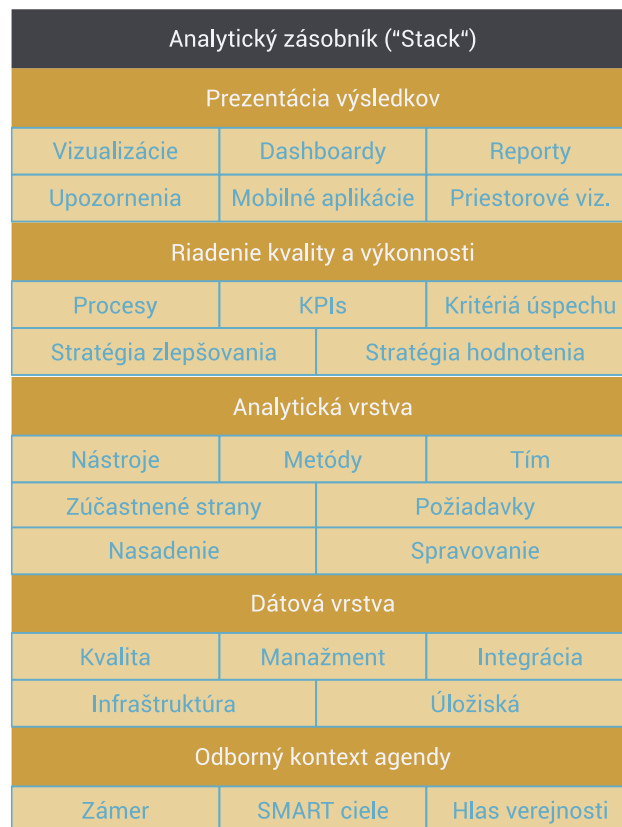 Analytický zásobník (“Stack“)
Prezentácia výsledkov
Vizualizácie Dashboardy Reporty
Upozornenia Mobilné aplikácie Priestorové viz.
Riadenie kvality a výkonnosti
Procesy KPIs Kritériá úspechu
Stratégia zlepšovania Stratégia hodnotenia
Analytická vrstva
Nástroje Metódy Tím
Zúčastnené strany Požiadavky
Nasadenie Spravovanie
Dátová vrstva
Kvalita Manažment Integrácia
Infraštruktúra Úložiská
Odborný kontext agendy
Zámer SMART ciele Hlas verejnosti